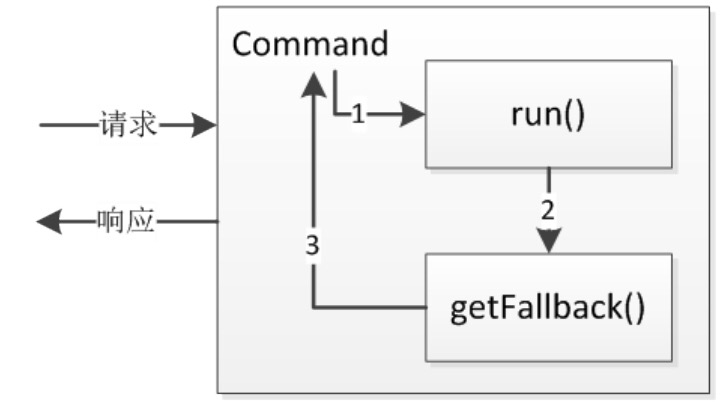 Command
1
run()
请求
2
响应
3
getFallback()